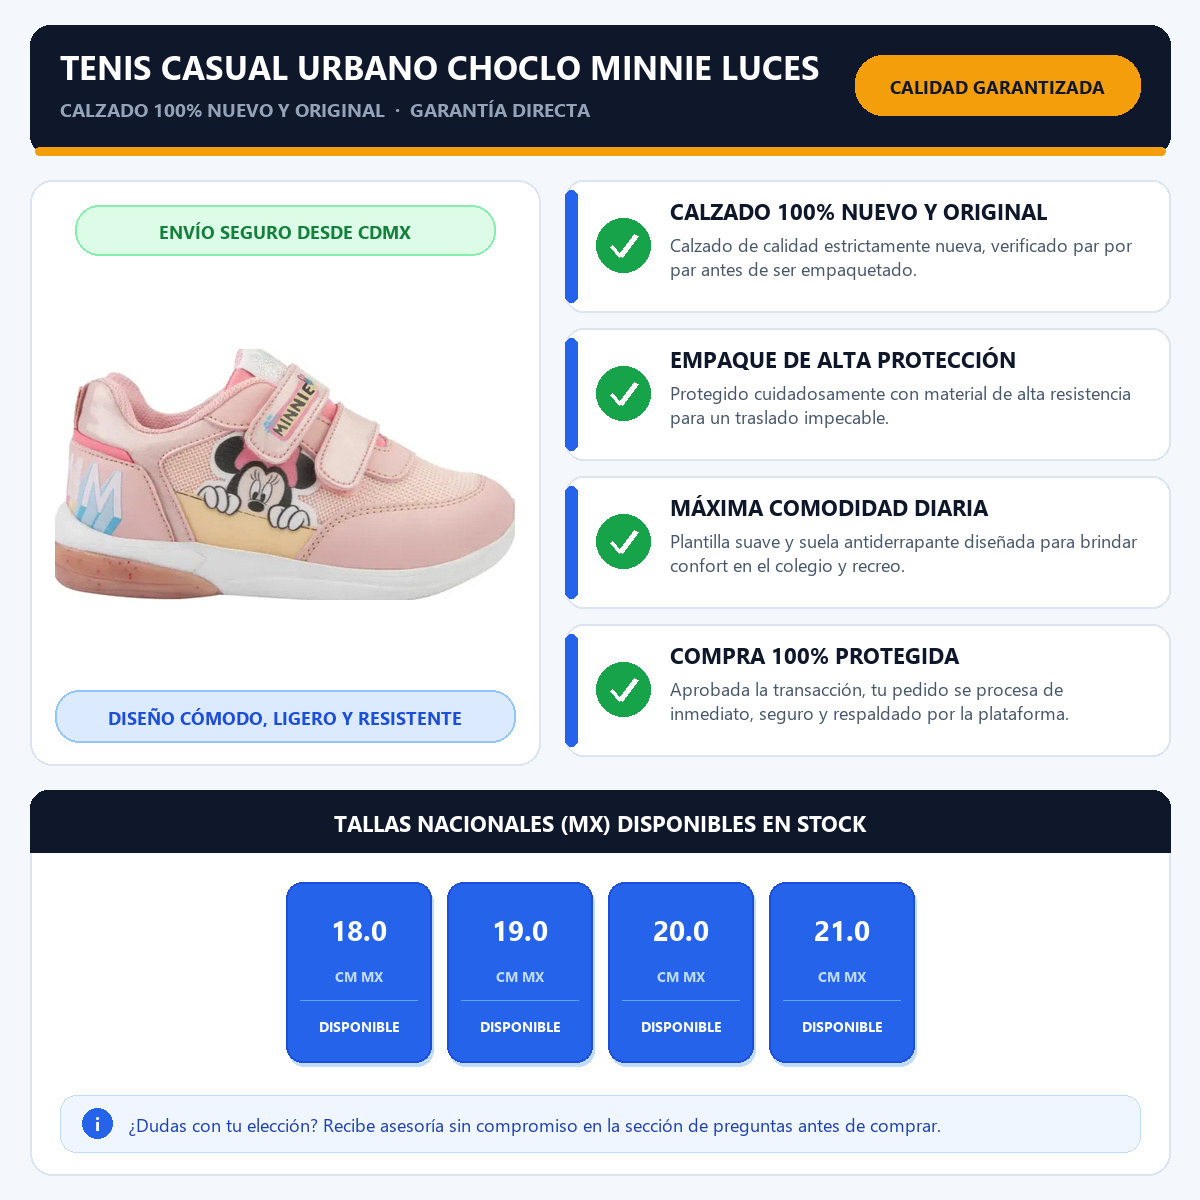 TENIS CASUAL URBANO CHOCLO MINNIE LUCES
CALZADO 100% NUEVO Y ORIGINAL · GARANTÍA DIRECTA
CALIDAD GARANTIZADA
ENVÍO SEGURO DESDE CDMX
MINNIE
DISEÑO CÓMODO, LIGERO Y RESISTENTE
CALZADO 100% NUEVO Y ORIGINAL
Calzado de calidad estrictamente nueva, verificado par por
par antes de ser empaquetado.
EMPAQUE DE ALTA PROTECCIÓN
Protegido cuidadosamente con material de alta resistencia
para un traslado impecable.
MÁXIMA COMODIDAD DIARIA
Plantilla suave y suela antiderrapante diseñada para brindar
confort en el colegio y recreo.
COMPRA 100% PROTEGIDA
Aprobada la transacción, tu pedido se procesa de
inmediato, seguro y respaldado por la plataforma.
TALLAS NACIONALES (MX) DISPONIBLES EN STOCK
18.0
CM MX
DISPONIBLE
19.0
CM MX
DISPONIBLE
20.0
CM MX
DISPONIBLE
21.0
CM MX
DISPONIBLE
¿Dudas con tu elección? Recibe asesoría sin compromiso en la sección de preguntas antes de comprar.